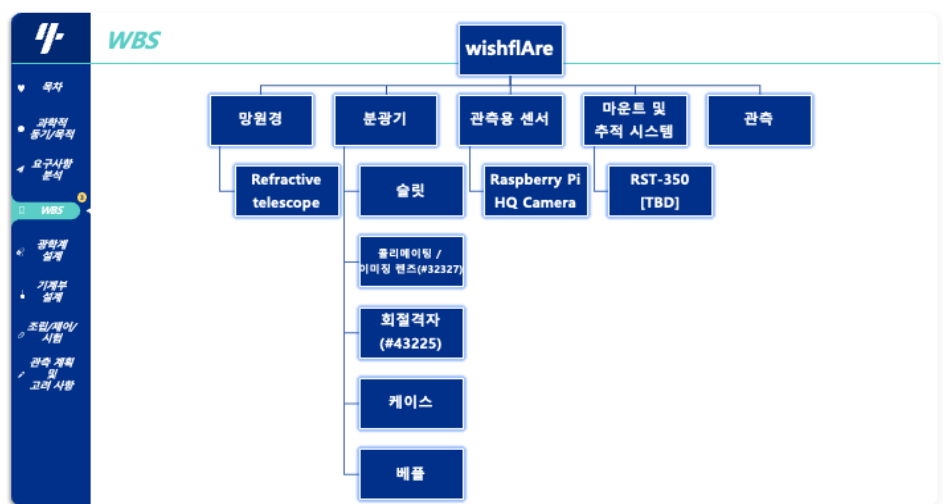 WBS
목차
과학적
동기/목적
요구사항
분석
3
WBS
광학계
설계
기계부
설계
조립/제어/
시험
관측 계획
및
고려 사항
wishflAre
망원경
분광기
관측용 센서
마운트 및
추적 시스템
관측
Refractive
telescope
슬릿
Raspberry Pi
HQ Camera
RST-350
[TBD]
콜리메이팅 /
이미징 렌즈(#32327)
회절격자
(#43225)
케이스
베플